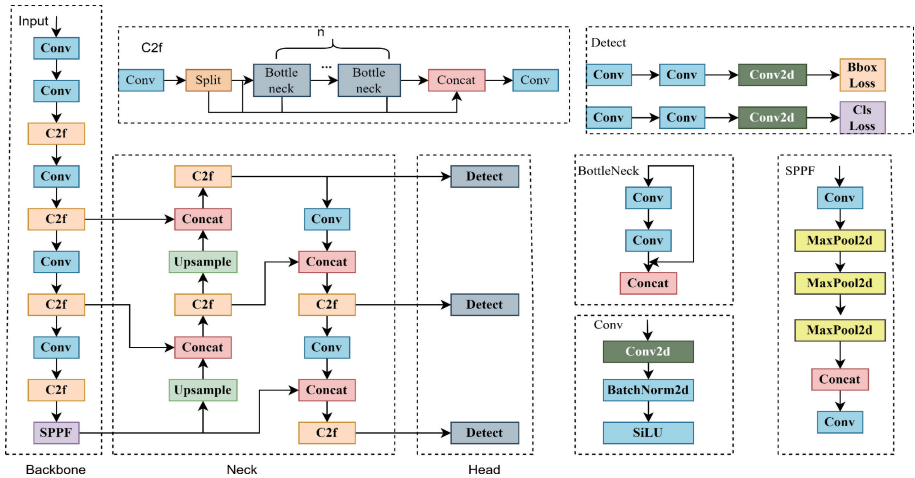 Input
Conv
Conv
C2f
Conv
C2f
Conv
C2f
Conv
C2f
SPPF
Backbone
C2f
n
...
Conv
Split
Bottle
neck
Bottle
neck
Concat
Conv
Detect
Conv
Conv
Conv2d
Bbox
Loss
Conv
Conv
Conv2d
Cls
Loss
C2f
Concat
Upsample
C2f
Concat
Upsample
Conv
Concat
C2f
Conv
Concat
C2f
Neck
Detect
Detect
Detect
Head
BottleNeck
Conv
Conv
Concat
Conv
Conv2d
BatchNorm2d
SiLU
SPPF
Conv
MaxPool2d
MaxPool2d
MaxPool2d
Concat
Conv